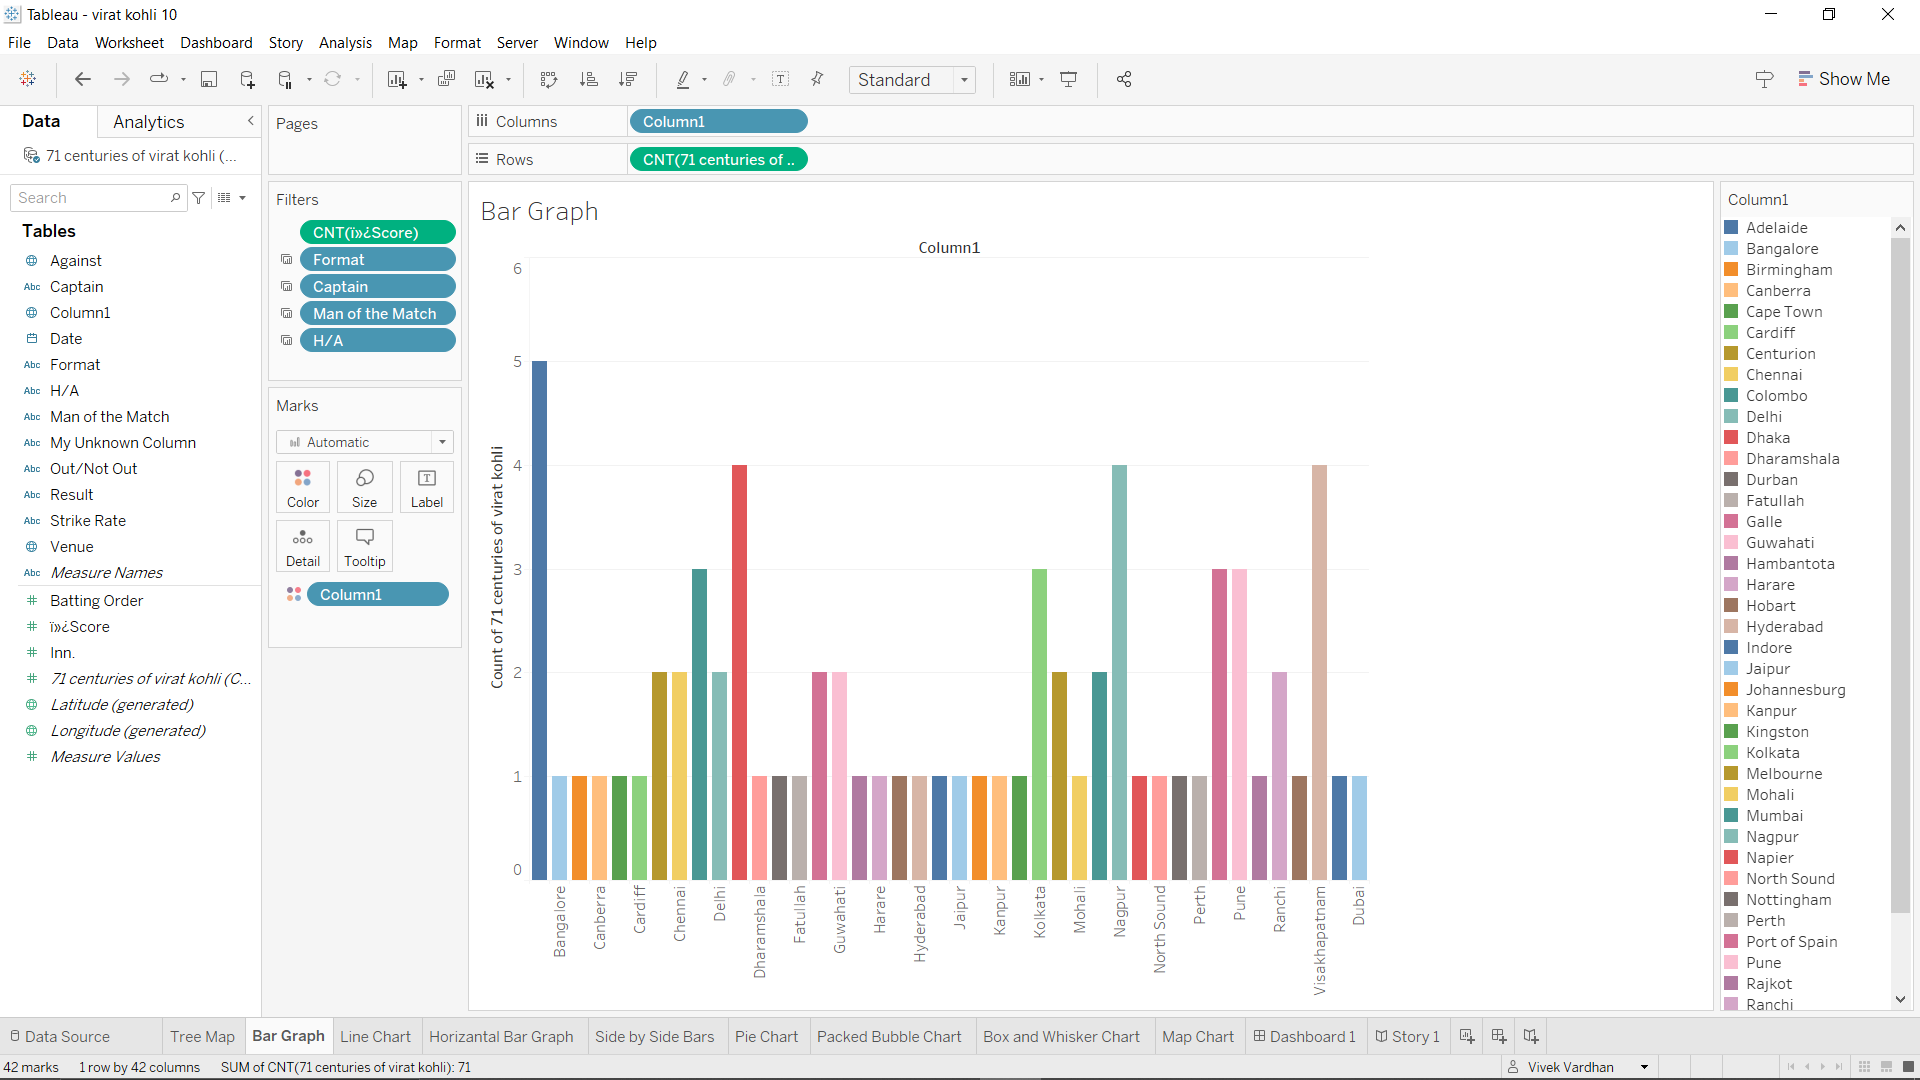 Tableau - virat kohli 10
File Data Worksheet Dashboard Story Analysis Map Format Server Window Help
Standard
Show Me
Data Analytics
71 centuries of virat kohli (...
Search
Tables
Against
Abc Captain
Column1
Date
Abc Format
Abc H/A
Abc Man of the Match
Abc My Unknown Column
Abc Out/Not Out
Abc Result
Abc Strike Rate
Venue
Abc Measure Names
# Batting Order
# ï»¿Score
# Inn.
# 71 centuries of virat kohli (C...
Latitude (generated)
Longitude (generated)
# Measure Values
Pages
Filters
CNT(ï»¿Score)
Format
Captain
Man of the Match
H/A
Marks
Automatic
Color Size Label
Detail Tooltip
Column1
Columns Column1
Rows CNT(71 centuries of ..
Bar Graph
Column1
Count of 71 centuries of virat kohli
6
5
4
3
2
1
0
Bangalore
Canberra
Cardiff
Chennai
Delhi
Dharamshala
Fatullah
Guwahati
Harare
Hyderabad
Jaipur
Kanpur
Kolkata
Mohali
Nagpur
North Sound
Perth
Pune
Ranchi
Visakhapatnam
Dubai
Column1
Adelaide
Bangalore
Birmingham
Canberra
Cape Town
Cardiff
Centurion
Chennai
Colombo
Delhi
Dhaka
Dharamshala
Durban
Fatullah
Galle
Guwahati
Hambantota
Harare
Hobart
Hyderabad
Indore
Jaipur
Johannesburg
Kanpur
Kingston
Kolkata
Melbourne
Mohali
Mumbai
Nagpur
Napier
North Sound
Nottingham
Perth
Port of Spain
Pune
Rajkot
Ranchi
Data Source Tree Map Bar Graph Line Chart Horizantal Bar Graph Side by Side Bars Pie Chart Packed Bubble Chart Box and Whisker Chart Map Chart Dashboard 1 Story 1
42 marks 1 row by 42 columns SUM of CNT(71 centuries of virat kohli): 71 Vivek Vardhan